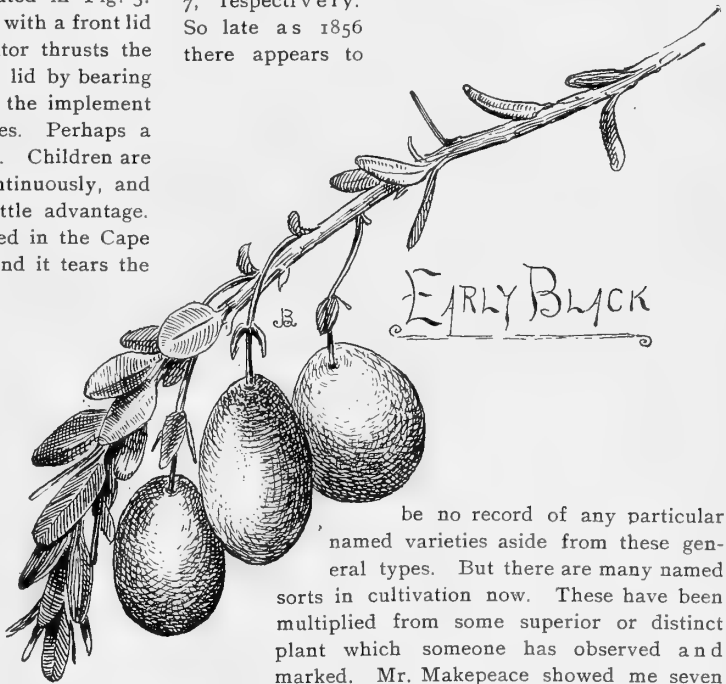 with a front lid
tor thrusts the
lid by bearing
the implement
es. Perhaps a
. Children are
ntinuously, and
ttle advantage.
ed in the Cape
nd it tears the
7, respectively.
So late as 1856
there appears to
EARLY BLACK
be no record of any particular
named varieties aside from these gen-
eral types. But there are many named
sorts in cultivation now. These have been
multiplied from some superior or distinct
plant which someone has observed and
marked. Mr. Makepeace showed me seven